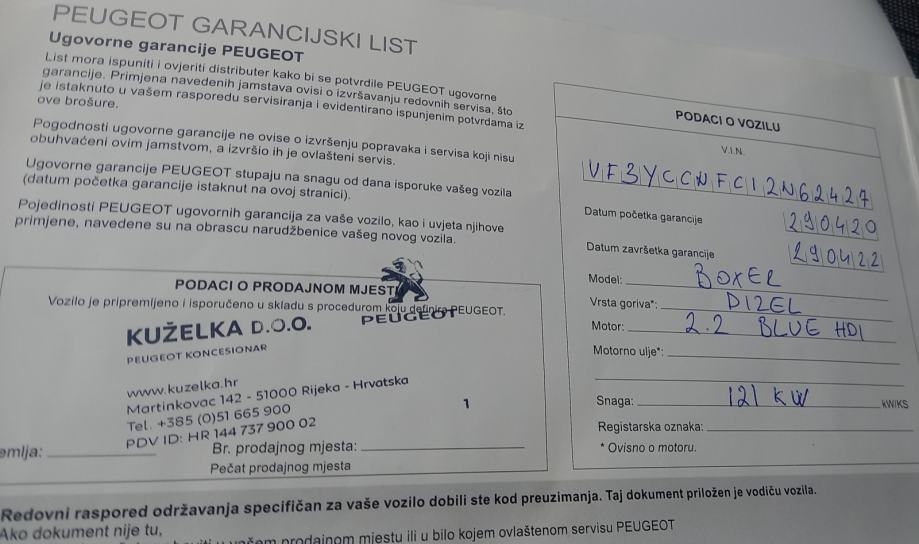 PEUGEOT GARANCIJSKI LIST
Ugovorne garancije PEUGEOT
List mora ispuniti i ovjeriti distributer kako bi se potvrdile PEUGEOT ugovorne
garancije. Primjena navedenih jamstava ovisi o izvršavanju redovnih servisa, što
je istaknuto u vašem rasporedu servisiranja i evidentirano ispunjenim potvrdama iz
ove brošure.
Pogodnosti ugovorne garancije ne ovise o izvršenju popravaka i servisa koji nisu
obuhvaćeni ovim jamstvom, a izvršio ih je ovlašteni servis.
Ugovorne garancije PEUGEOT stupaju na snagu od dana isporuke vašeg vozila
(datum početka garancije istaknut na ovoj stranici).
Pojedinosti PEUGEOT ugovornih garancija za vaše vozilo, kao i uvjeta njihove
primjene, navedene su na obrascu narudžbenice vašeg novog vozila.
PODACI O PRODAJNOM MJESTU
Vozilo je pripremljeno i isporučeno u skladu s procedurom koju definira PEUGEOT.
PEUGEOT
KUŽELKA D.O.O.
PEUGEOT KONCESIONAR
www.kuzelka.hr
Martinkovac 142 - 51000 Rijeka - Hrvatska
Tel. +385 (0)51 665 900
PDV ID: HR 144 737 900 02
1
emlja:
Br. prodajnog mjesta:
Pečat prodajnog mjesta
PODACI O VOZILU
V.I.N.
VF3YCCNFC12N62427
Datum početka garancije 290420
Datum završetka garancije 290422
Model: BOXER
Vrsta goriva*: DIZEL
Motor: 2.2 BLUE HDI
Motorno ulje*:
Snaga: 121 KW kW/KS
Registarska oznaka:
* Ovisno o motoru.
Redovni raspored održavanja specifičan za vaše vozilo dobili ste kod preuzimanja. Taj dokument priložen je vodiču vozila.
Ako dokument nije tu,
u vašem prodajnom mjestu ili u bilo kojem ovlaštenom servisu PEUGEOT